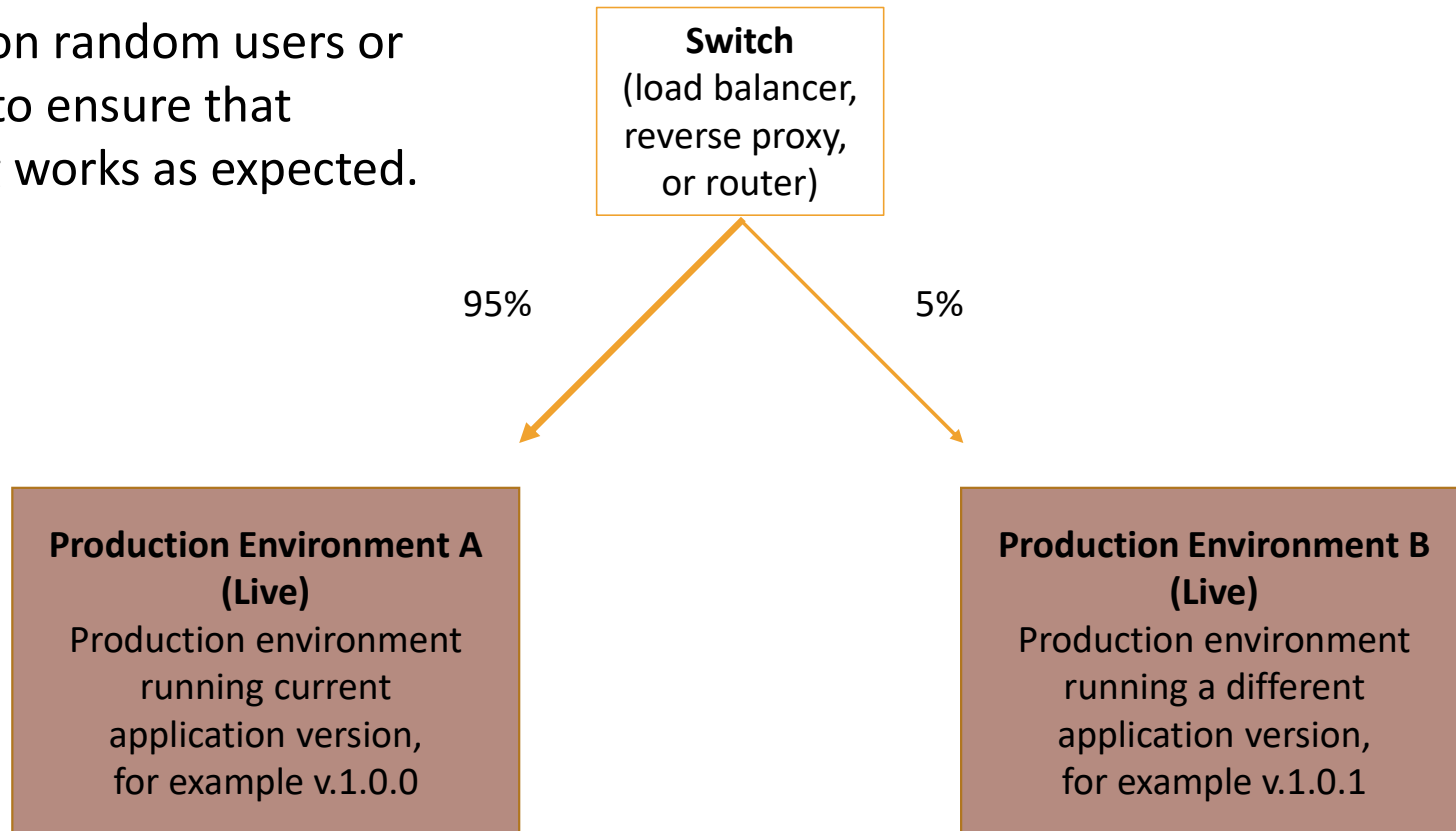 on random users or
to ensure that
works as expected.
Switch
(load balancer,
reverse proxy,
or router)
95%
5%
Production Environment A
(Live)
Production environment
running current
application version,
for example v.1.0.0
Production Environment B
(Live)
Production environment
running a different
application version,
for example v.1.0.1